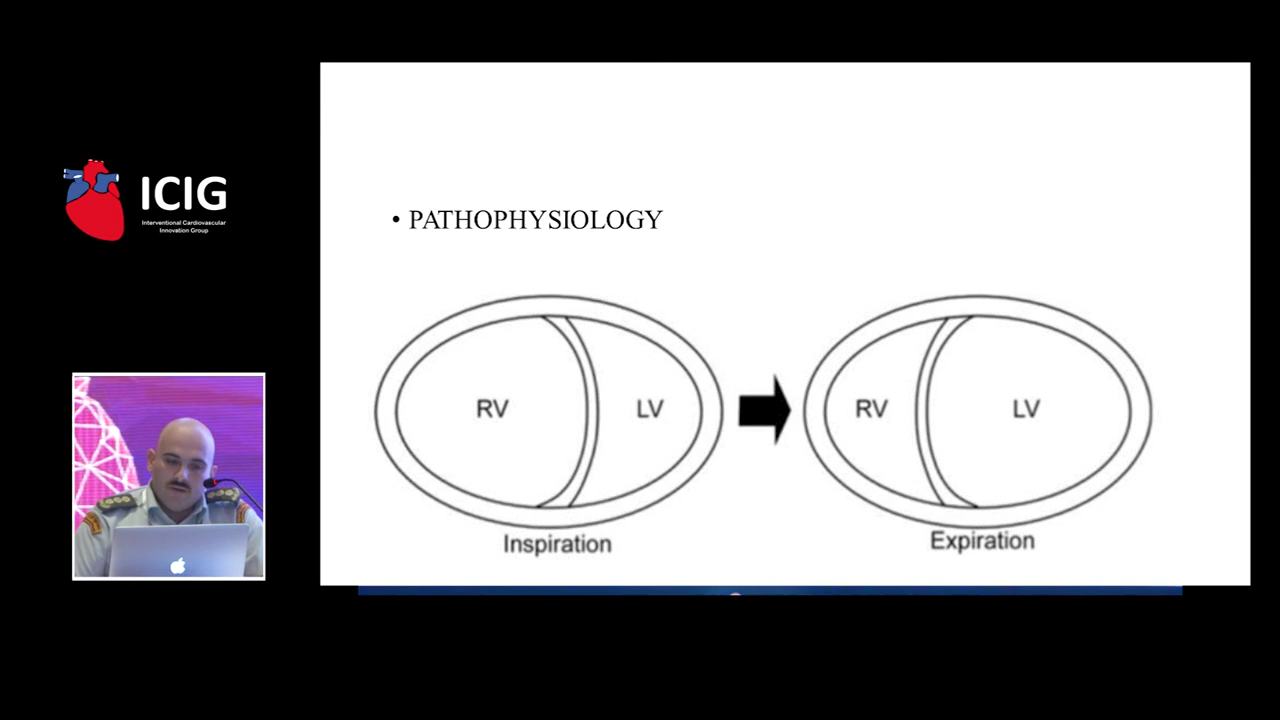 ICIG
Interventional Cardiovascular
Innovation Group
• PATHOPHYSIOLOGY
RV
LV
RV
LV
Inspiration
Expiration